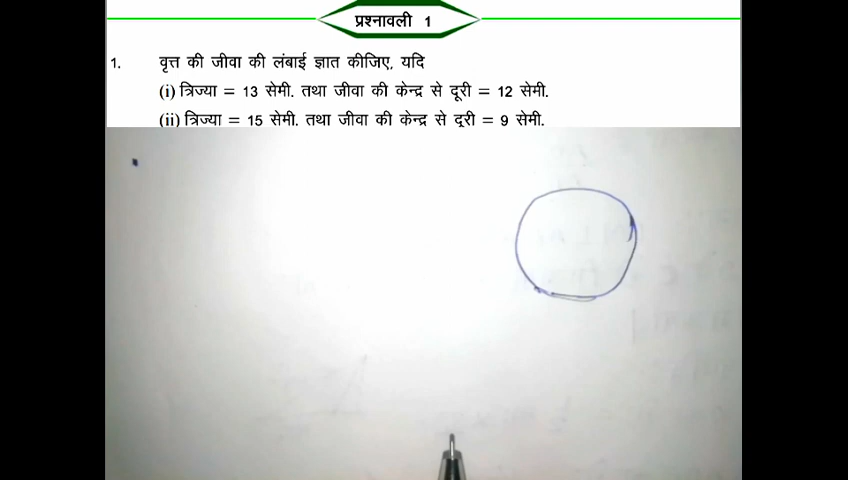 प्रश्नावली 1
1. वृत्त की जीवा की लंबाई ज्ञात कीजिए, यदि
(i) त्रिज्या = 13 सेमी. तथा जीवा की केन्द्र से दूरी = 12 सेमी.
(ii) त्रिज्या = 15 सेमी. तथा जीवा की केन्द्र से दूरी = 9 सेमी.